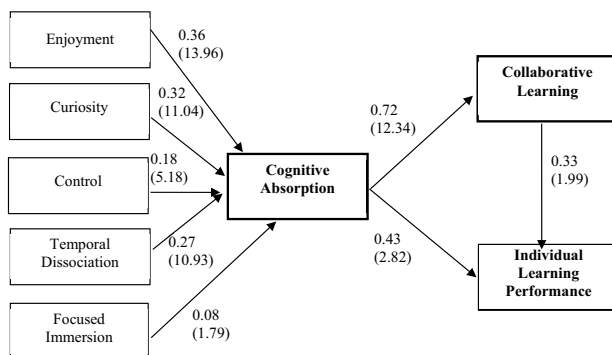 Enjoyment
0.36
(13.96)
Curiosity
0.32
(11.04)
Control
0.18
(5.18)
Temporal
Dissociation
0.27
(10.93)
Focused
Immersion
0.08
(1.79)
Cognitive
Absorption
0.72
(12.34)
0.43
(2.82)
Collaborative
Learning
0.33
(1.99)
Individual
Learning
Performance